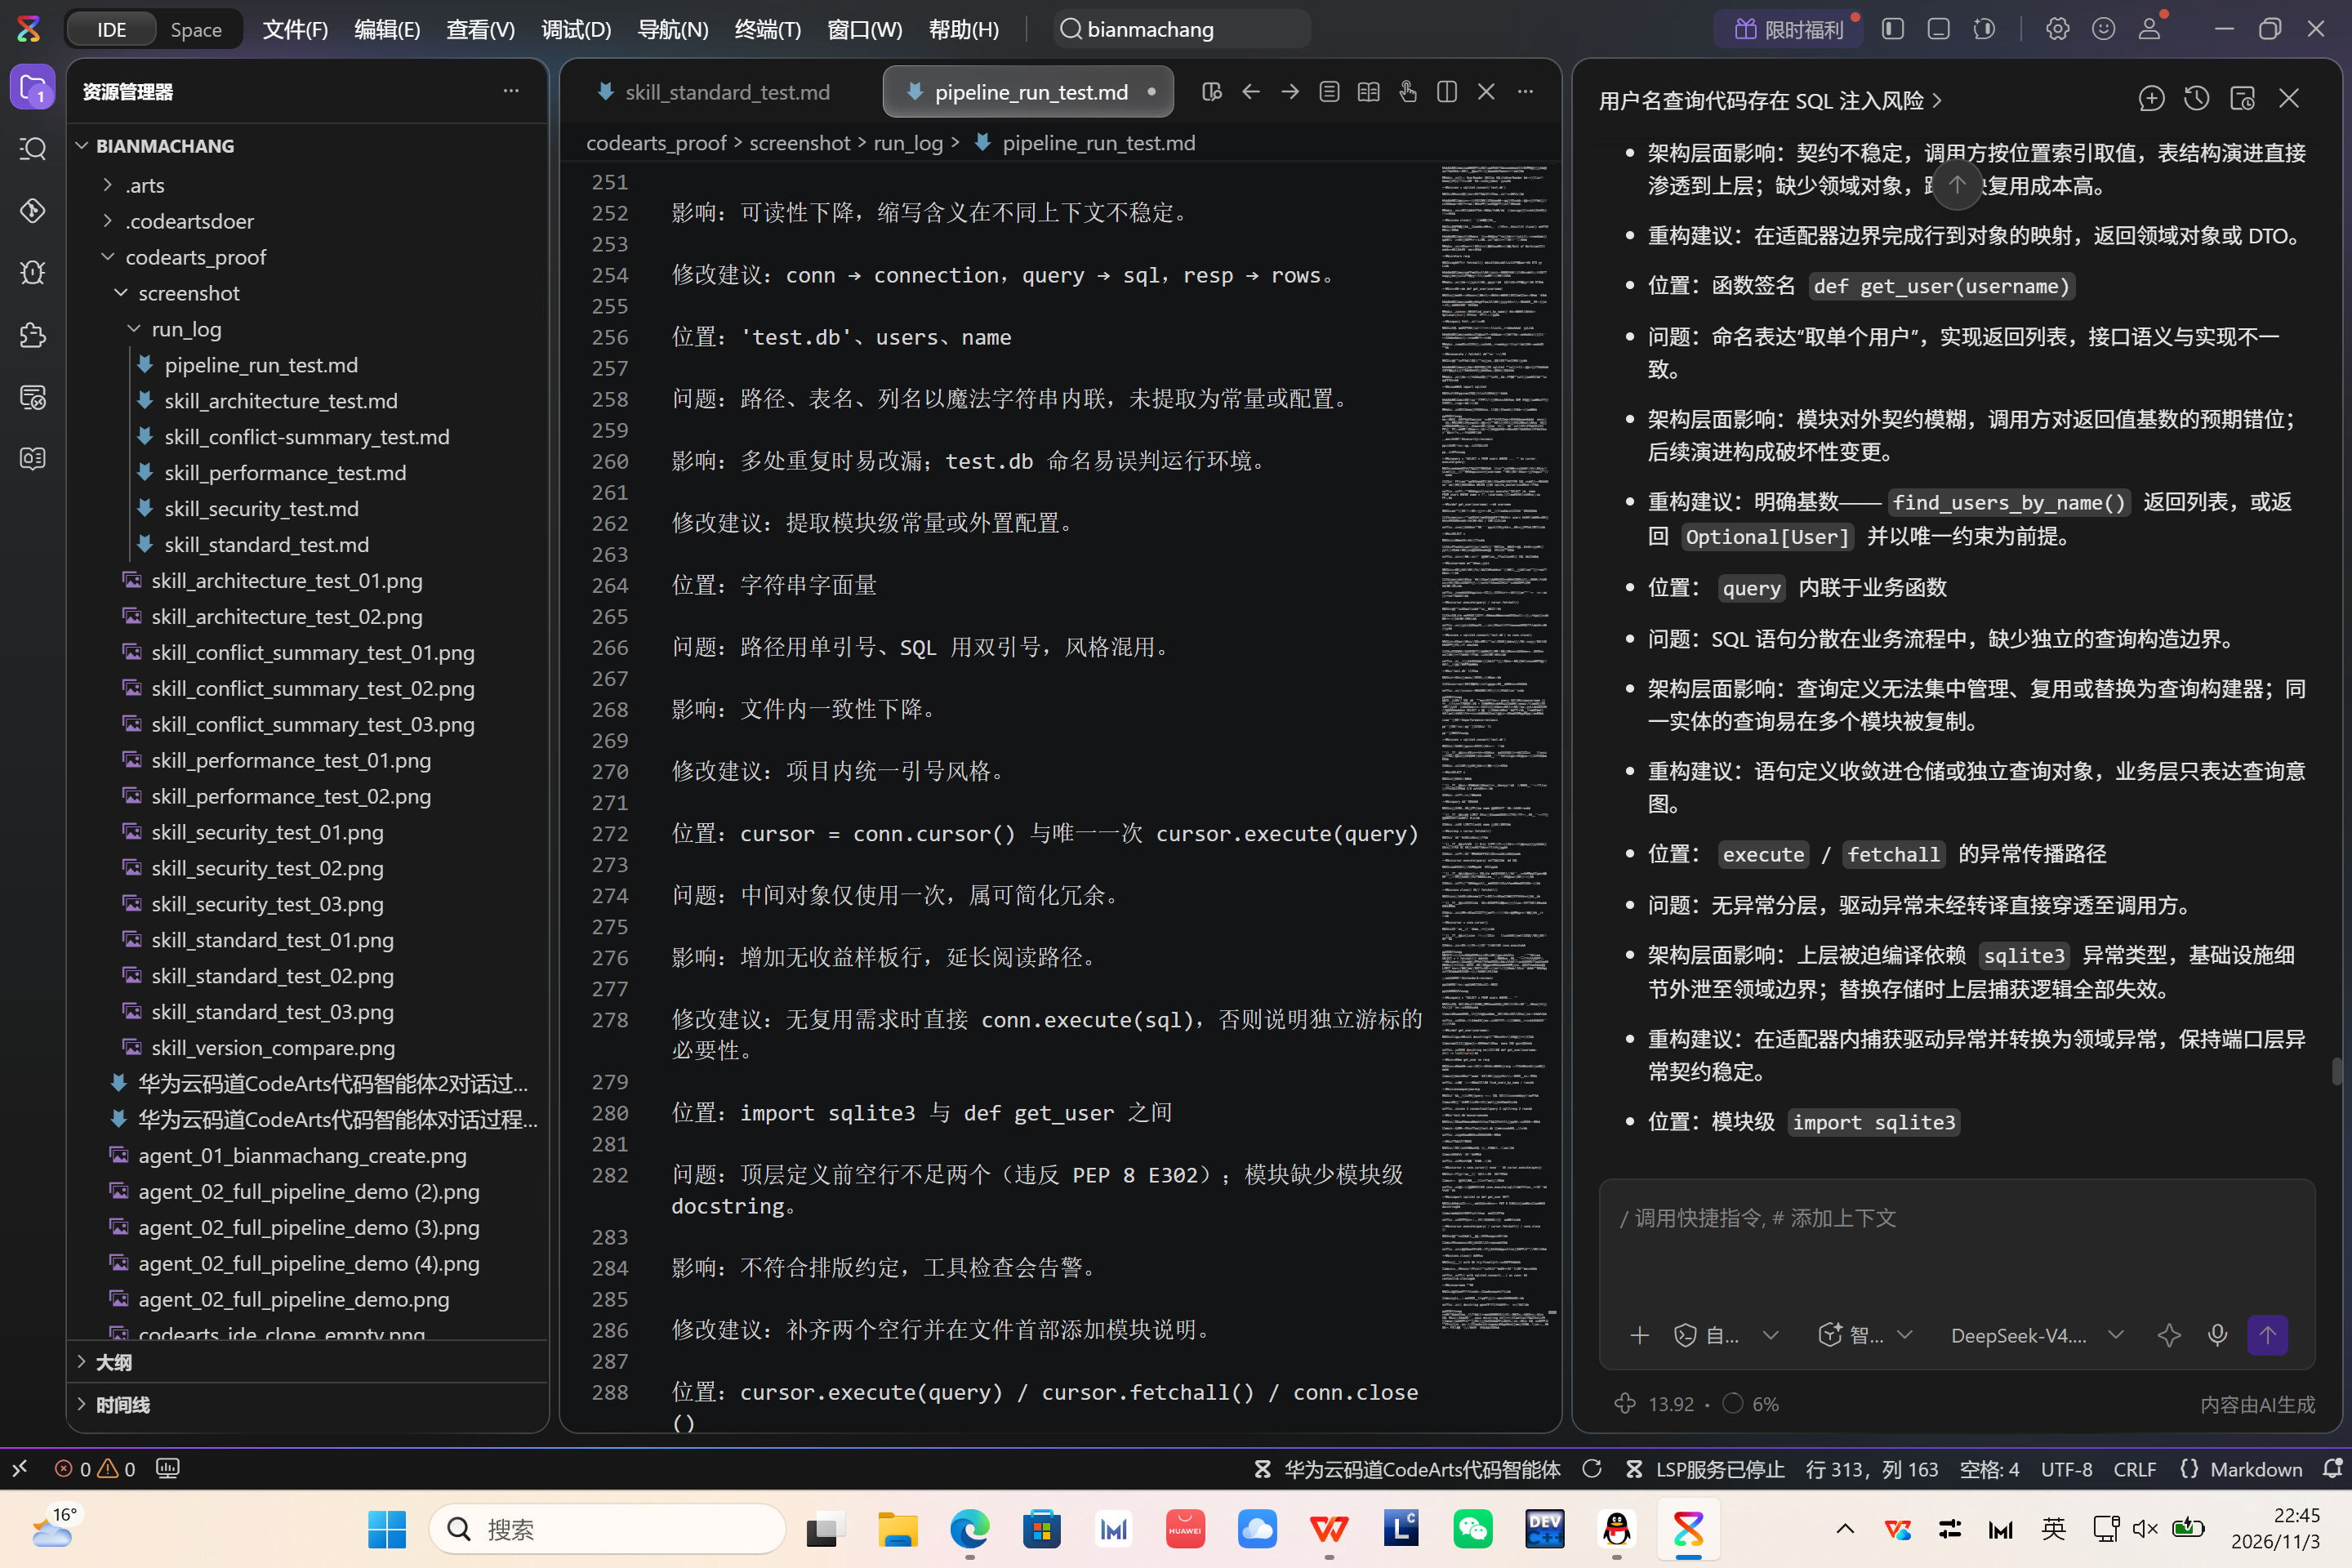 IDE Space 文件(F) 编辑(E) 查看(V) 调试(D) 导航(N) 终端(T) 窗口(W) 帮助(H) bianmachang 限时福利
1
资源管理器
BIANMACHANG
.arts
.codeartsdoer
codearts_proof
screenshot
run_log
pipeline_run_test.md
skill_architecture_test.md
skill_conflict-summary_test.md
skill_performance_test.md
skill_security_test.md
skill_standard_test.md
skill_architecture_test_01.png
skill_architecture_test_02.png
skill_conflict_summary_test_01.png
skill_conflict_summary_test_02.png
skill_conflict_summary_test_03.png
skill_performance_test_01.png
skill_performance_test_02.png
skill_security_test_01.png
skill_security_test_02.png
skill_security_test_03.png
skill_standard_test_01.png
skill_standard_test_02.png
skill_standard_test_03.png
skill_version_compare.png
华为云码道CodeArts代码智能体2对话过...
华为云码道CodeArts代码智能体对话过程...
agent_01_bianmachang_create.png
agent_02_full_pipeline_demo (2).png
agent_02_full_pipeline_demo (3).png
agent_02_full_pipeline_demo (4).png
agent_02_full_pipeline_demo.png
codearts_ide_clone_empty.png
大纲
时间线
skill_standard_test.md pipeline_run_test.md
codearts_proof > screenshot > run_log > pipeline_run_test.md
251
252 影响：可读性下降，缩写含义在不同上下文不稳定。
253
254 修改建议：conn → connection，query → sql，resp → rows。
255
256 位置：'test.db'、users、name
257
258 问题：路径、表名、列名以魔法字符串内联，未提取为常量或配置。
259
260 影响：多处重复时易改漏；test.db 命名易误判运行环境。
261
262 修改建议：提取模块级常量或外置配置。
263
264 位置：字符串字面量
265
266 问题：路径用单引号、SQL 用双引号，风格混用。
267
268 影响：文件内一致性下降。
269
270 修改建议：项目内统一引号风格。
271
272 位置：cursor = conn.cursor() 与唯一一次 cursor.execute(query)
273
274 问题：中间对象仅使用一次，属可简化冗余。
275
276 影响：增加无收益样板行，延长阅读路径。
277
278 修改建议：无复用需求时直接 conn.execute(sql)，否则说明独立游标的
必要性。
279
280 位置：import sqlite3 与 def get_user 之间
281
282 问题：顶层定义前空行不足两个（违反 PEP 8 E302）；模块缺少模块级
docstring。
283
284 影响：不符合排版约定，工具检查会告警。
285
286 修改建议：补齐两个空行并在文件首部添加模块说明。
287
288 位置：cursor.execute(query) / cursor.fetchall() / conn.close
()
用户名查询代码存在 SQL 注入风险 >
• 架构层面影响：契约不稳定，调用方按位置索引取值，表结构演进直接
渗透到上层；缺少领域对象，复用成本高。
• 重构建议：在适配器边界完成行到对象的映射，返回领域对象或 DTO。
• 位置：函数签名 def get_user(username)
• 问题：命名表达“取单个用户”，实现返回列表，接口语义与实现不一
致。
• 架构层面影响：模块对外契约模糊，调用方对返回值基数的预期错位；
后续演进构成破坏性变更。
• 重构建议：明确基数—— find_users_by_name() 返回列表，或返
回 Optional[User] 并以唯一约束为前提。
• 位置： query 内联于业务函数
• 问题：SQL 语句分散在业务流程中，缺少独立的查询构造边界。
• 架构层面影响：查询定义无法集中管理、复用或替换为查询构建器；同
一实体的查询易在多个模块被复制。
• 重构建议：语句定义收敛进仓储或独立查询对象，业务层只表达查询意
图。
• 位置： execute / fetchall 的异常传播路径
• 问题：无异常分层，驱动异常未经转译直接穿透至调用方。
• 架构层面影响：上层被迫编译依赖 sqlite3 异常类型，基础设施细
节外泄至领域边界；替换存储时上层捕获逻辑全部失效。
• 重构建议：在适配器内捕获驱动异常并转换为领域异常，保持端口层异
常契约稳定。
• 位置：模块级 import sqlite3
/ 调用快捷指令, # 添加上下文
自... 智... DeepSeek-V4....
13.92 · 6% 内容由AI生成
0 0 华为云码道CodeArts代码智能体 LSP服务已停止 行 313，列 163 空格: 4 UTF-8 CRLF {} Markdown
16° 搜索 HUAWEI LC DEV C++ 英 22:45
2026/11/3